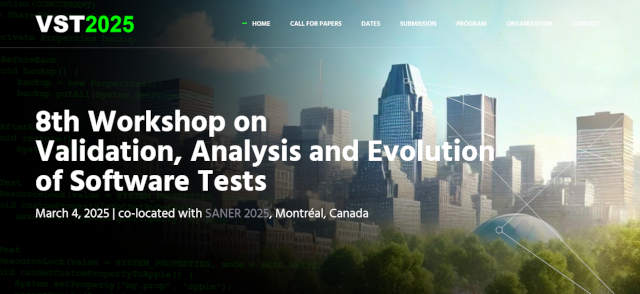 VST2025
HOME CALL FOR PAPERS DATES SUBMISSION PROGRAM ORGANIZATION CONTACT
8th Workshop on
Validation, Analysis and Evolution
of Software Tests
March 4, 2025 | co-located with SANER 2025, Montréal, Canada